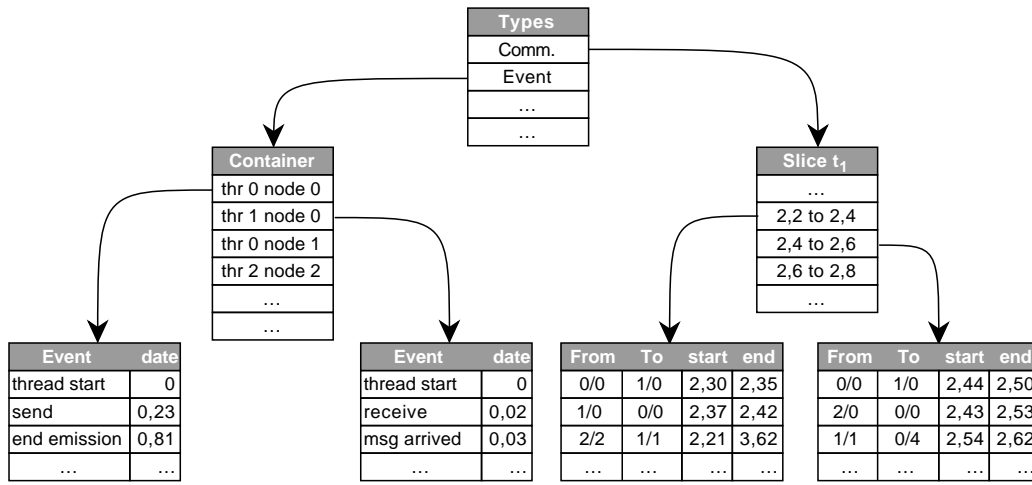 Types
Comm.
Event
...
...
Container
thr 0 node 0
thr 1 node 0
thr 0 node 1
thr 2 node 2
...
...
Slice t1
...
2,2 to 2,4
2,4 to 2,6
2,6 to 2,8
...
Event date
thread start 0
send 0,23
end emission 0,81
... ...
Event date
thread start 0
receive 0,02
msg arrived 0,03
... ...
From To start end
0/0 1/0 2,30 2,35
1/0 0/0 2,37 2,42
2/2 1/1 2,21 3,62
... ... ... ...
From To start end
0/0 1/0 2,44 2,50
2/0 0/0 2,43 2,53
1/1 0/4 2,54 2,62
... ... ... ...